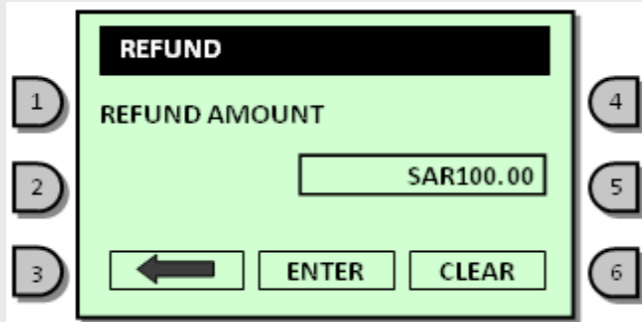 REFUND
1
4
REFUND AMOUNT
2
SAR100.00
5
3
ENTER
CLEAR
6